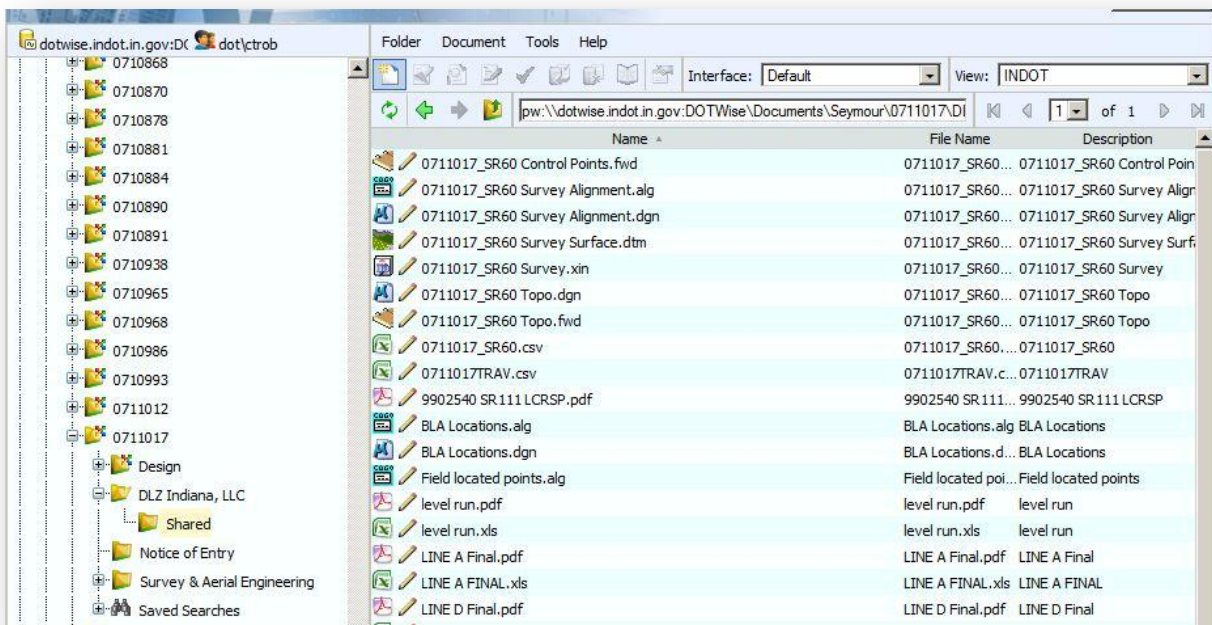 dotwise.indot.in.gov:D( dot\ctrob
0710868
0710870
0710878
0710881
0710884
0710890
0710891
0710938
0710965
0710968
0710986
0710993
0711012
0711017
Design
DLZ Indiana, LLC
Shared
Notice of Entry
Survey & Aerial Engineering
Saved Searches
Folder Document Tools Help
Interface: Default View: INDOT
pw:\\dotwise.indot.in.gov:DOTWise\Documents\Seymour\0711017\DI 1 of 1
Name File Name Description
0711017_SR60 Control Points.fwd 0711017_SR60... 0711017_SR60 Control Poin
0711017_SR60 Survey Alignment.alg 0711017_SR60... 0711017_SR60 Survey Align
0711017_SR60 Survey Alignment.dgn 0711017_SR60... 0711017_SR60 Survey Align
0711017_SR60 Survey Surface.dtm 0711017_SR60... 0711017_SR60 Survey Surf
0711017_SR60 Survey.xin 0711017_SR60... 0711017_SR60 Survey
0711017_SR60 Topo.dgn 0711017_SR60... 0711017_SR60 Topo
0711017_SR60 Topo.fwd 0711017_SR60... 0711017_SR60 Topo
0711017_SR60.csv 0711017_SR60.... 0711017_SR60
0711017TRAV.csv 0711017TRAV.c... 0711017TRAV
9902540 SR111 LCRSP.pdf 9902540 SR111... 9902540 SR111 LCRSP
BLA Locations.alg BLA Locations.alg BLA Locations
BLA Locations.dgn BLA Locations.d... BLA Locations
Field located points.alg Field located poi... Field located points
level run.pdf level run.pdf level run
level run.xls level run.xls level run
LINE A Final.pdf LINE A Final.pdf LINE A Final
LINE A FINAL.xls LINE A FINAL.xls LINE A FINAL
LINE D Final.pdf LINE D Final.pdf LINE D Final